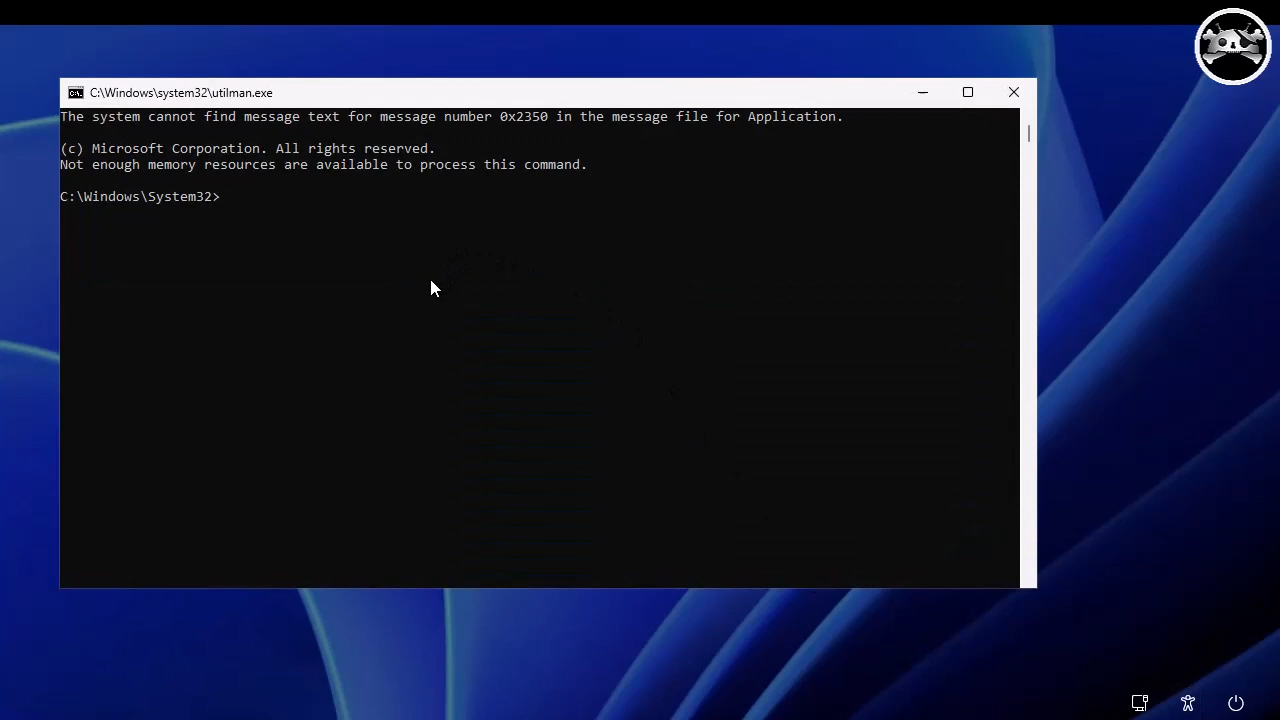 C:\Windows\system32\utilman.exe
The system cannot find message text for message number 0x2350 in the message file for Application.
(c) Microsoft Corporation. All rights reserved.
Not enough memory resources are available to process this command.
C:\Windows\System32>